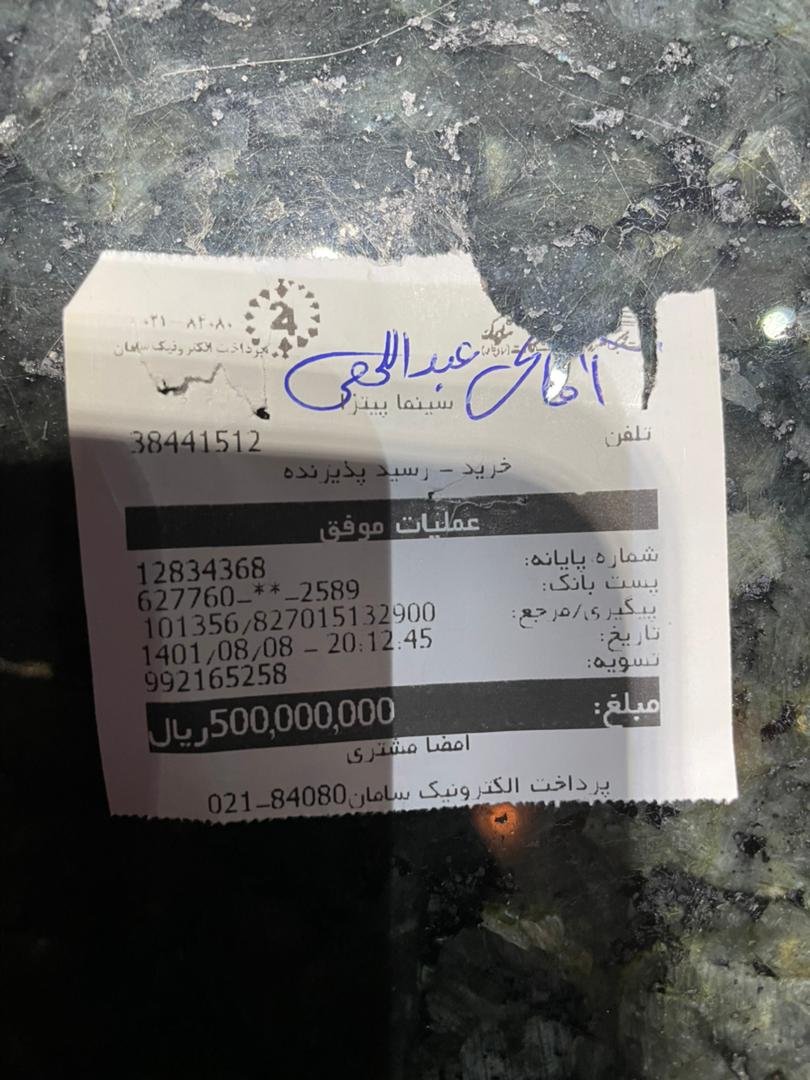 ۰۲۱-۸۴۰۸۰
پرداخت الکترونیک سامان
آقای عبدالحی
سینما پیتزا
تلفن 38441512
خرید - رسید پذیرنده
عملیات موفق
شماره پایانه: 12834368
پست بانک: 627760-**-2589
پیگیری/مرجع: 101356/827015132900
تاریخ: 1401/08/08 - 20:12:45
تسویه: 992165258
مبلغ: 500,000,000ریال
امضا مشتری
پرداخت الکترونیک سامان021-84080